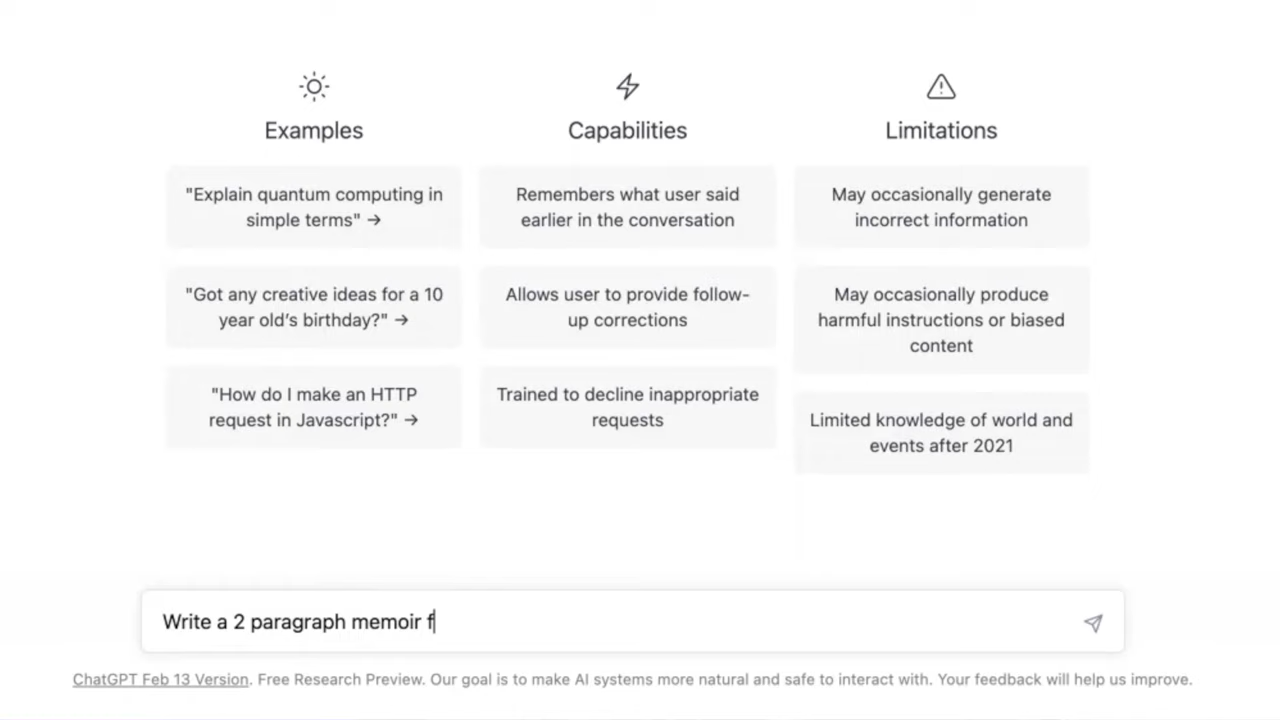 Examples
Capabilities
Limitations
"Explain quantum computing in
simple terms" →
Remembers what user said
earlier in the conversation
May occasionally generate
incorrect information
"Got any creative ideas for a 10
year old's birthday?" →
Allows user to provide follow-
up corrections
May occasionally produce
harmful instructions or biased
content
"How do I make an HTTP
request in Javascript?" →
Trained to decline inappropriate
requests
Limited knowledge of world and
events after 2021
Write a 2 paragraph memoir f
ChatGPT Feb 13 Version. Free Research Preview. Our goal is to make AI systems more natural and safe to interact with. Your feedback will help us improve.